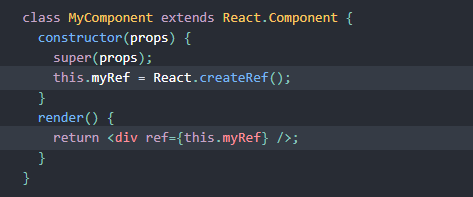 class MyComponent extends React.Component {
  constructor(props) {
    super(props);
    this.myRef = React.createRef();
  }
  render() {
    return <div ref={this.myRef} />;
  }
}